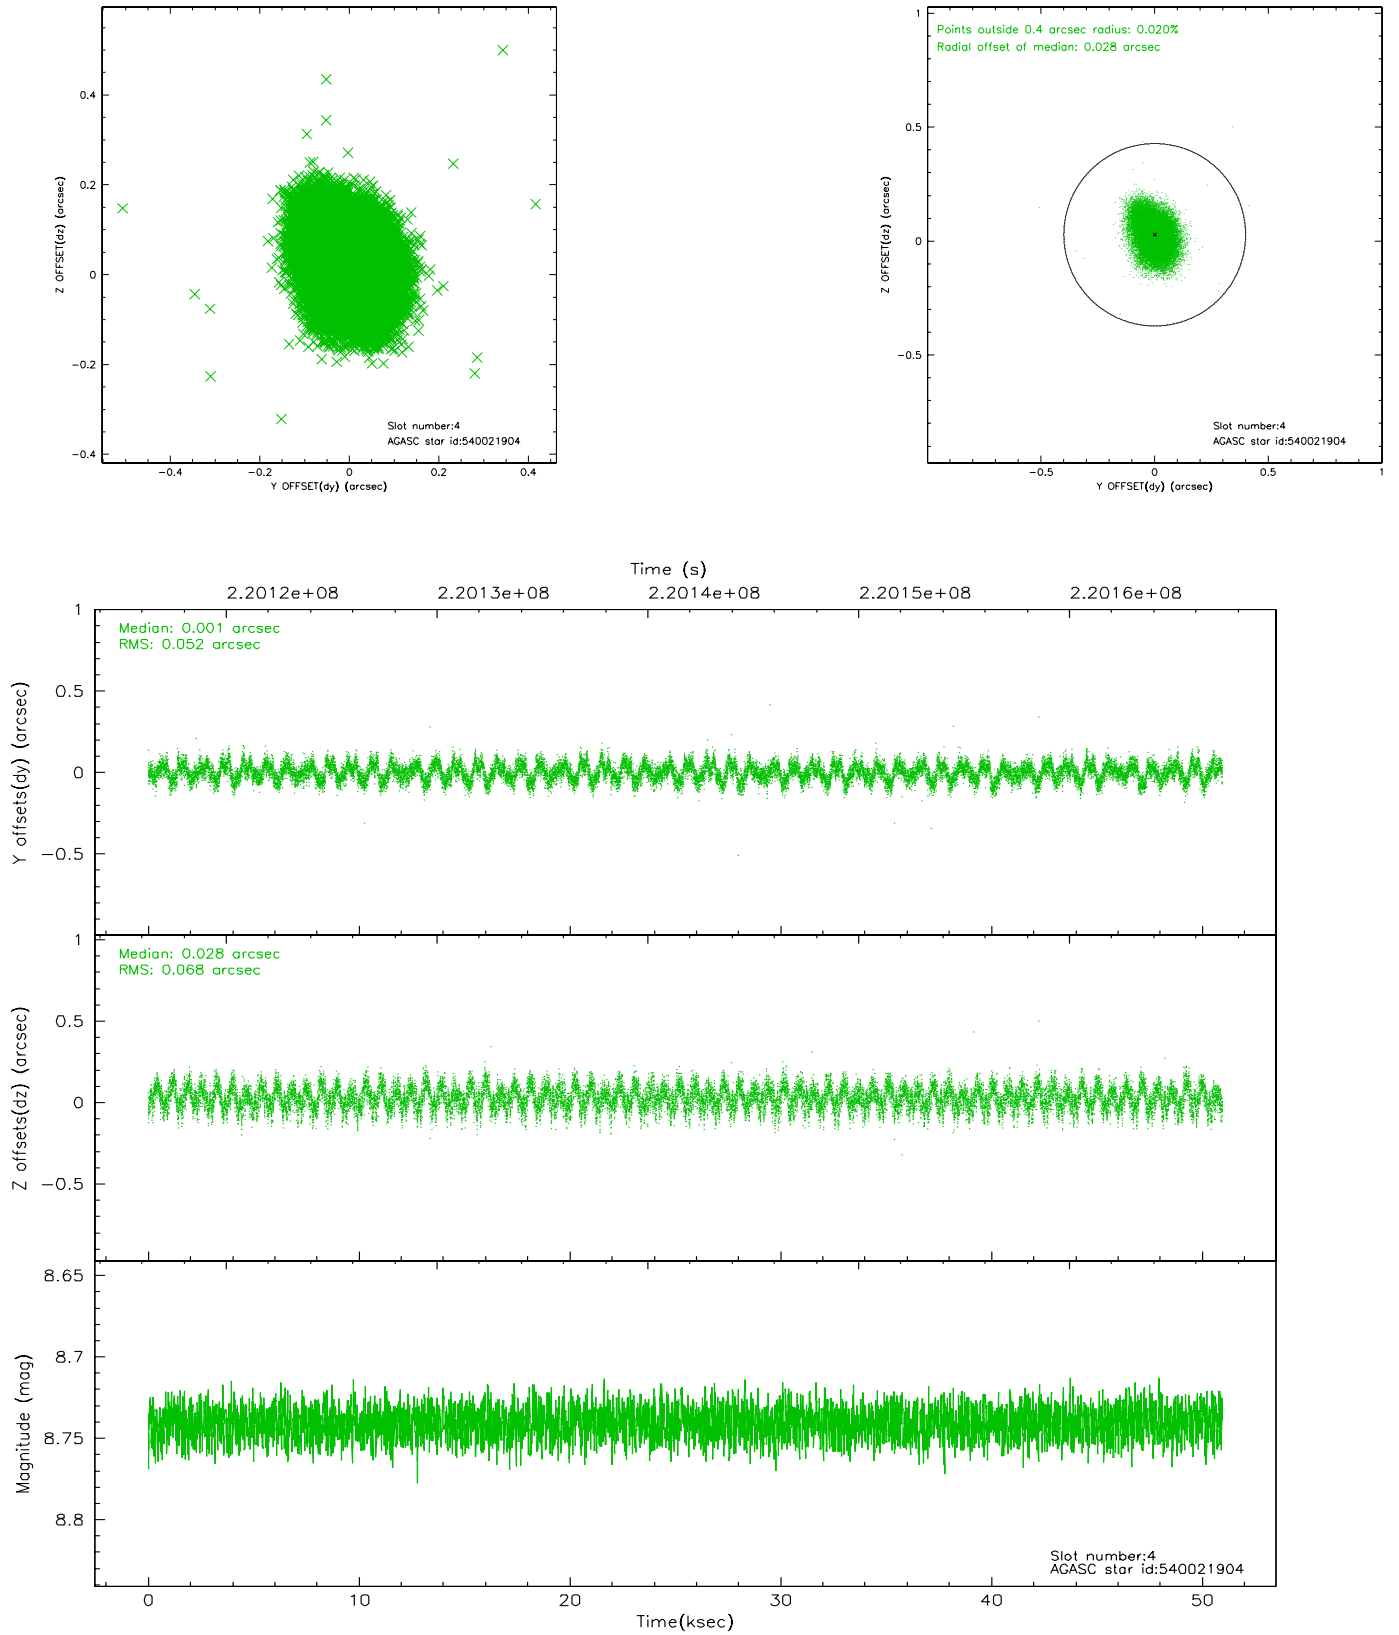 Z OFFSET(dz) (arcsec)
0.4
0.2
0
−0.2
−0.4
Slot number:4
AGASC star id:540021904
−0.4 −0.2 0 0.2 0.4
Y OFFSET(dy) (arcsec)
Points outside 0.4 arcsec radius: 0.020%
Radial offset of median: 0.028 arcsec
Z OFFSET(dz) (arcsec)
1
0.5
0
−0.5
Slot number:4
AGASC star id:540021904
−0.5 0 0.5 1
Y OFFSET(dy) (arcsec)
Time (s)
2.2012e+08 2.2013e+08 2.2014e+08 2.2015e+08 2.2016e+08
Median: 0.001 arcsec
RMS: 0.052 arcsec
Y offsets(dy) (arcsec)
1
0.5
0
−0.5
Median: 0.028 arcsec
RMS: 0.068 arcsec
Z offsets(dz) (arcsec)
1
0.5
0
−0.5
Magnitude (mag)
8.65
8.7
8.75
8.8
Slot number:4
AGASC star id:540021904
0 10 20 30 40 50
Time(ksec)